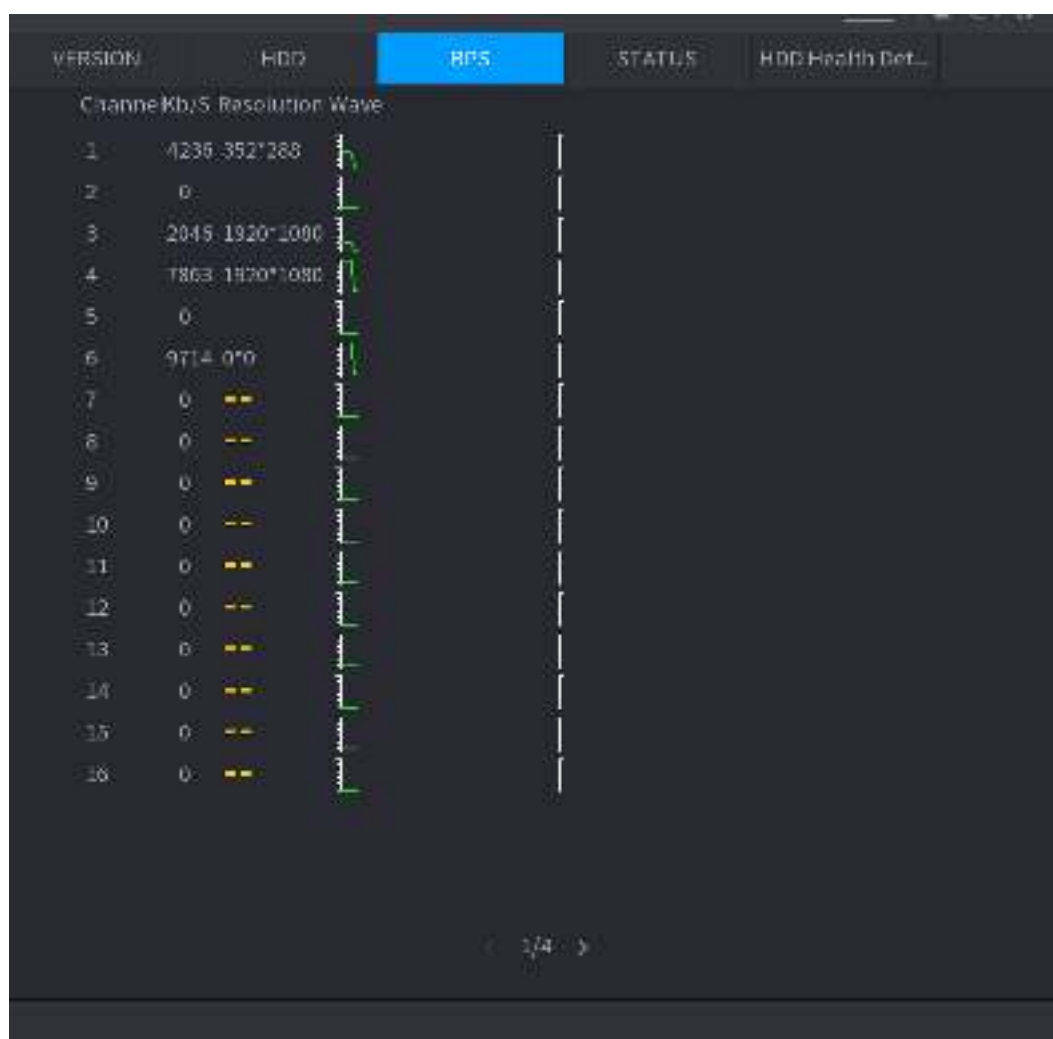 VERSION HDD BPS STATUS HDD Health Det...
Channel Kb/S Resolution Wave
1 4236 352*288
2 0
3 2046 1920*1080
4 7863 1920*1080
5 0
6 9714 0*0
7 0 --
8 0 --
9 0 --
10 0 --
11 0 --
12 0 --
13 0 --
14 0 --
15 0 --
16 0 --
< 1/4 >